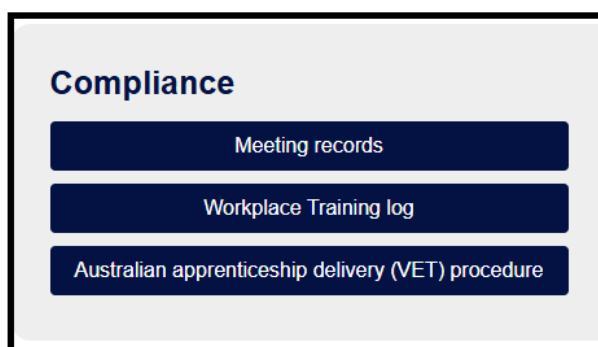 Compliance
Meeting records
Workplace Training log
Australian apprenticeship delivery (VET) procedure